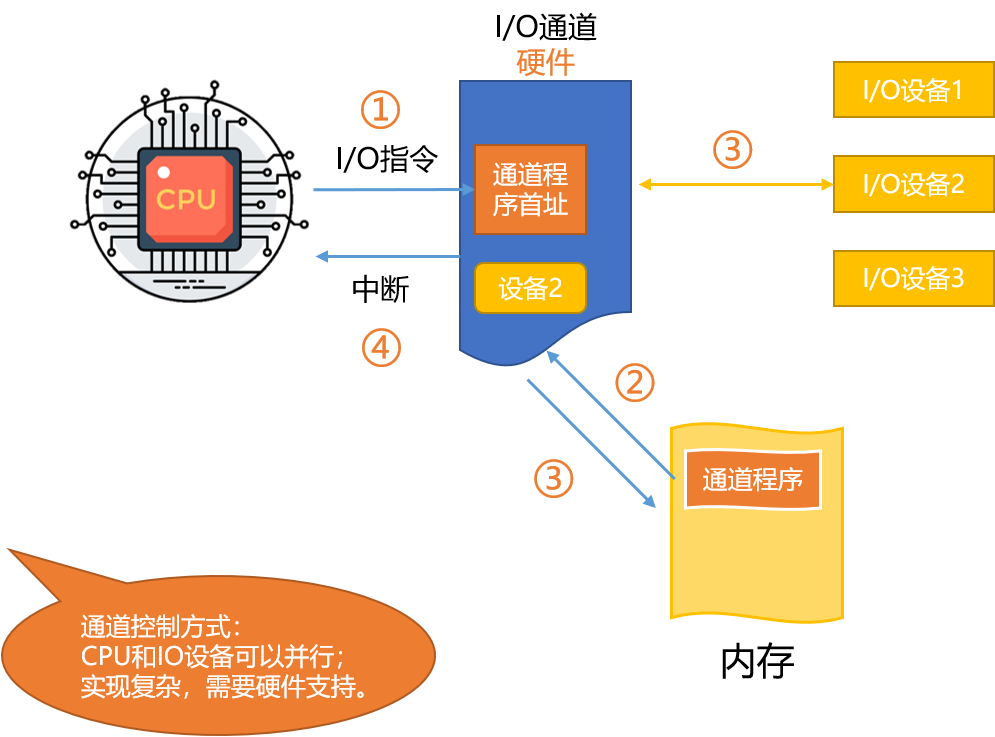 I/O通道
硬件
①
I/O指令
CPU
通道程
序首址
设备2
中断
④
③
I/O设备1
I/O设备2
I/O设备3
②
③
通道程序
内存
通道控制方式：
CPU和IO设备可以并行；
实现复杂，需要硬件支持。